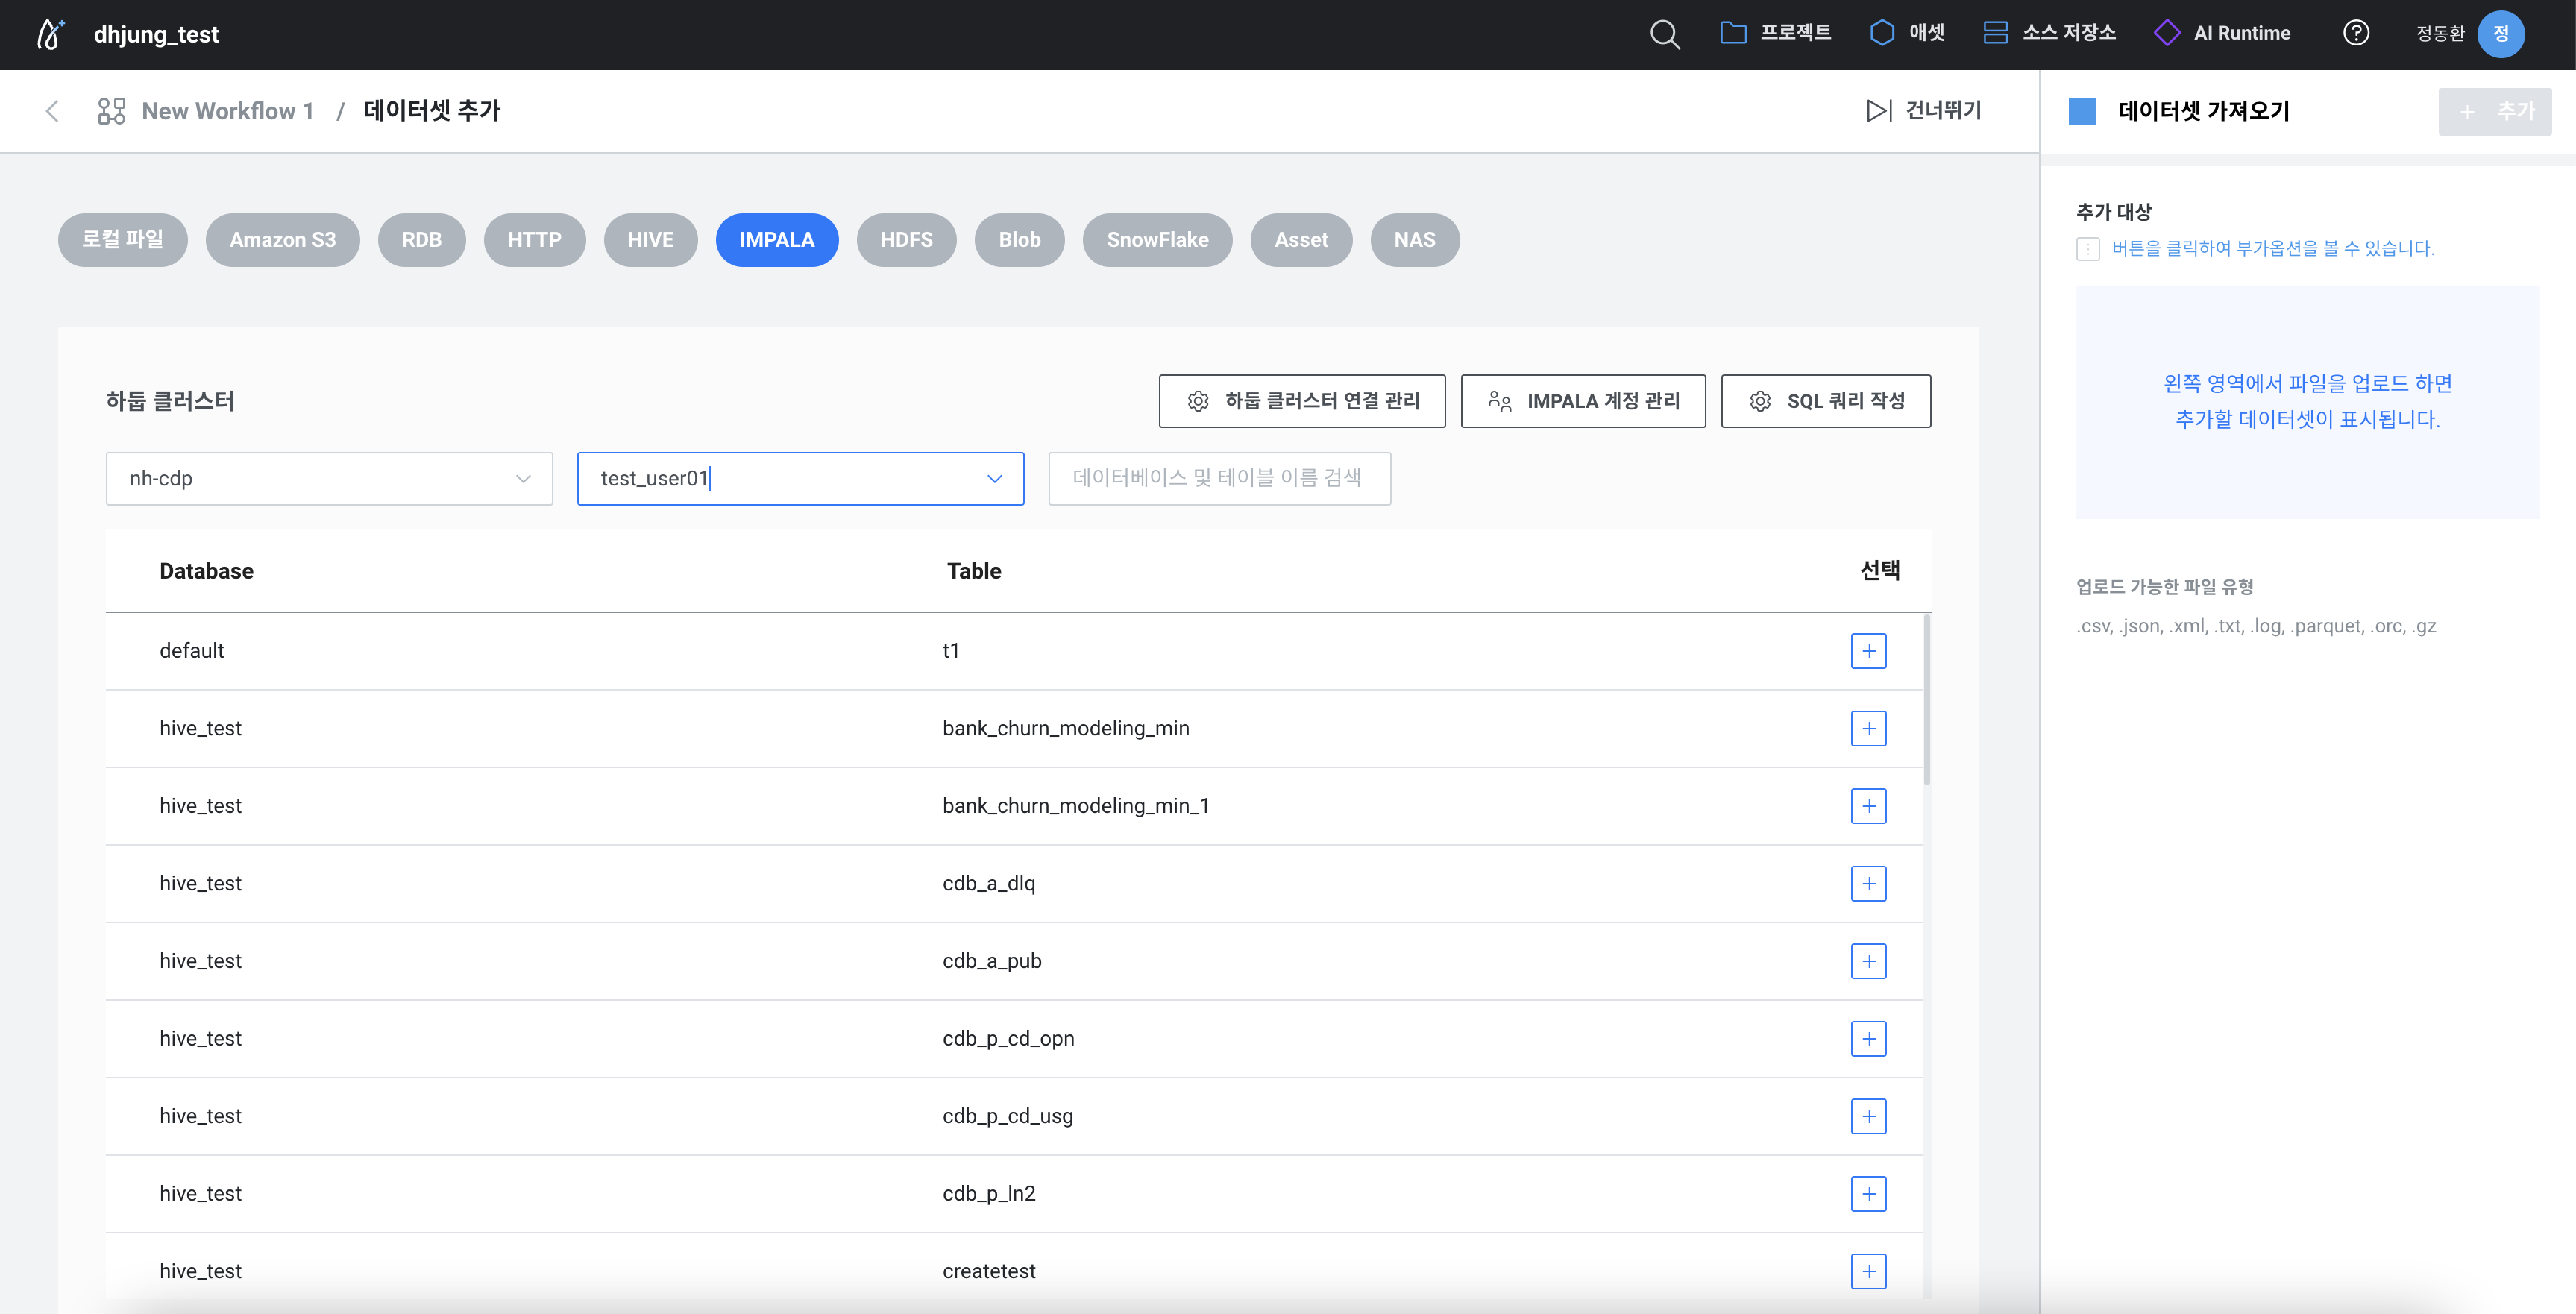 dhjung_test
프로젝트
애셋
소스 저장소
AI Runtime
정동환
정
New Workflow 1 / 데이터셋 추가
건너뛰기
데이터셋 가져오기
+ 추가
로컬 파일
Amazon S3
RDB
HTTP
HIVE
IMPALA
HDFS
Blob
SnowFlake
Asset
NAS
하둡 클러스터
하둡 클러스터 연결 관리
IMPALA 계정 관리
SQL 쿼리 작성
nh-cdp
test_user01
데이터베이스 및 테이블 이름 검색
Database Table 선택
default t1
hive_test bank_churn_modeling_min
hive_test bank_churn_modeling_min_1
hive_test cdb_a_dlq
hive_test cdb_a_pub
hive_test cdb_p_cd_opn
hive_test cdb_p_cd_usg
hive_test cdb_p_ln2
hive_test createtest
추가 대상
버튼을 클릭하여 부가옵션을 볼 수 있습니다.
왼쪽 영역에서 파일을 업로드 하면
추가할 데이터셋이 표시됩니다.
업로드 가능한 파일 유형
.csv, .json, .xml, .txt, .log, .parquet, .orc, .gz